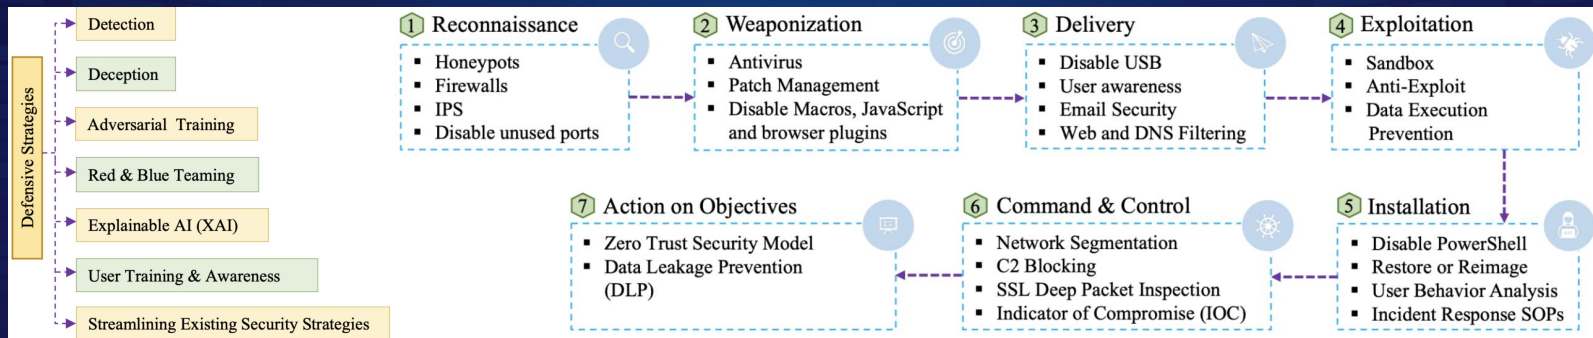 Defensive Strategies
Detection
Deception
Adversarial Training
Red & Blue Teaming
Explainable AI (XAI)
User Training & Awareness
Streamlining Existing Security Strategies
1 Reconnaissance
▪ Honeypots
▪ Firewalls
▪ IPS
▪ Disable unused ports
2 Weaponization
▪ Antivirus
▪ Patch Management
▪ Disable Macros, JavaScript
and browser plugins
3 Delivery
▪ Disable USB
▪ User awareness
▪ Email Security
▪ Web and DNS Filtering
4 Exploitation
▪ Sandbox
▪ Anti-Exploit
▪ Data Execution
Prevention
5 Installation
▪ Disable PowerShell
▪ Restore or Reimage
▪ User Behavior Analysis
▪ Incident Response SOPs
6 Command & Control
▪ Network Segmentation
▪ C2 Blocking
▪ SSL Deep Packet Inspection
▪ Indicator of Compromise (IOC)
7 Action on Objectives
▪ Zero Trust Security Model
▪ Data Leakage Prevention
(DLP)